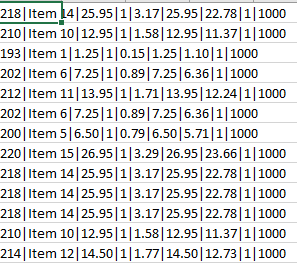 218|Item 14|25.95|1|3.17|25.95|22.78|1|1000
210|Item 10|12.95|1|1.58|12.95|11.37|1|1000
193|Item 1|1.25|1|0.15|1.25|1.10|1|1000
202|Item 6|7.25|1|0.89|7.25|6.36|1|1000
212|Item 11|13.95|1|1.71|13.95|12.24|1|1000
202|Item 6|7.25|1|0.89|7.25|6.36|1|1000
200|Item 5|6.50|1|0.79|6.50|5.71|1|1000
220|Item 15|26.95|1|3.29|26.95|23.66|1|1000
218|Item 14|25.95|1|3.17|25.95|22.78|1|1000
218|Item 14|25.95|1|3.17|25.95|22.78|1|1000
218|Item 14|25.95|1|3.17|25.95|22.78|1|1000
210|Item 10|12.95|1|1.58|12.95|11.37|1|1000
214|Item 12|14.50|1|1.77|14.50|12.73|1|1000